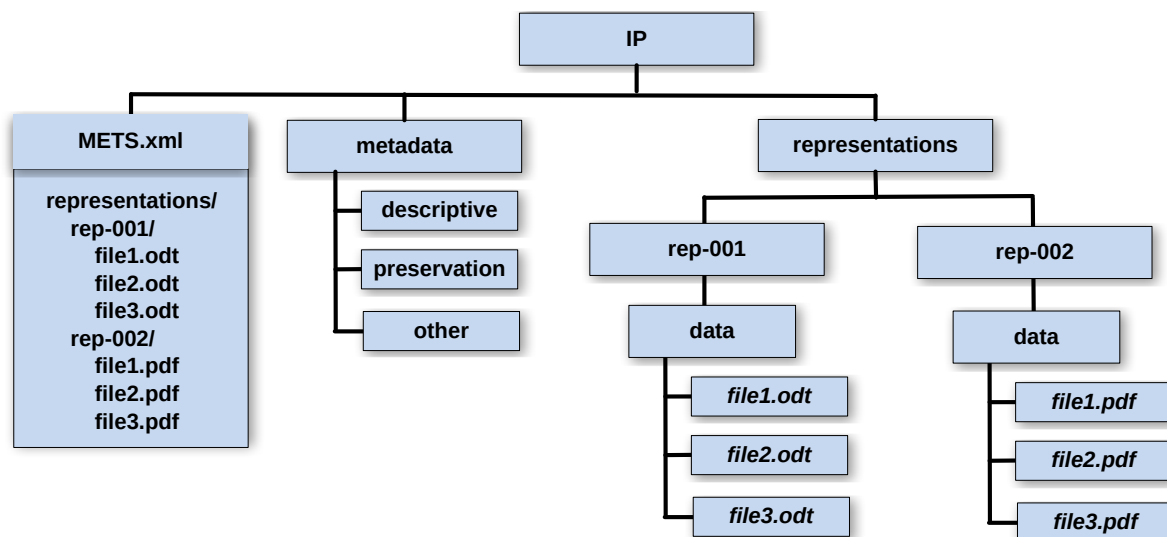 IP
METS.xml
representations/
rep-001/
file1.odt
file2.odt
file3.odt
rep-002/
file1.pdf
file2.pdf
file3.pdf
metadata
descriptive
preservation
other
representations
rep-001
data
file1.odt
file2.odt
file3.odt
rep-002
data
file1.pdf
file2.pdf
file3.pdf